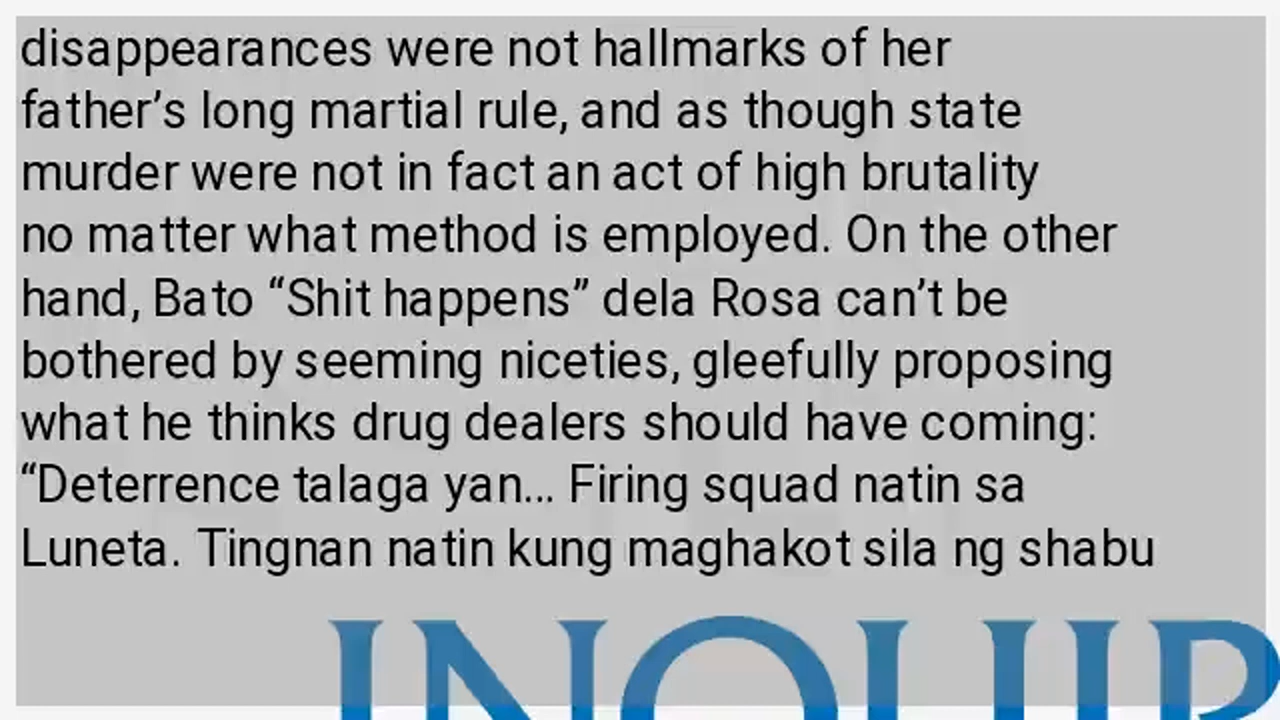 disappearances were not hallmarks of her
father’s long martial rule, and as though state
murder were not in fact an act of high brutality
no matter what method is employed. On the other
hand, Bato “Shit happens” dela Rosa can’t be
bothered by seeming niceties, gleefully proposing
what he thinks drug dealers should have coming:
“Deterrence talaga yan... Firing squad natin sa
Luneta. Tingnan natin kung maghakot sila ng shabu